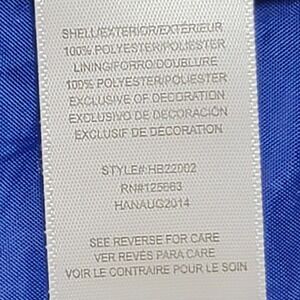 SHELL/EXTERIOR/EXTÉRIEUR
100% POLYESTER/POLIESTER
LINING/FORRO/DOUBLURE
100% POLYESTER/POLIESTER
EXCLUSIVE OF DECORATION
EXCLUSIVO DE DECORACIÓN
EXCLUSIF DE DÉCORATION
STYLE#:HB22002
RN#125663
HANAUG2014
SEE REVERSE FOR CARE
VER REVÉS PARA CARE
VOIR LE CONTRAIRE POUR LE SOIN